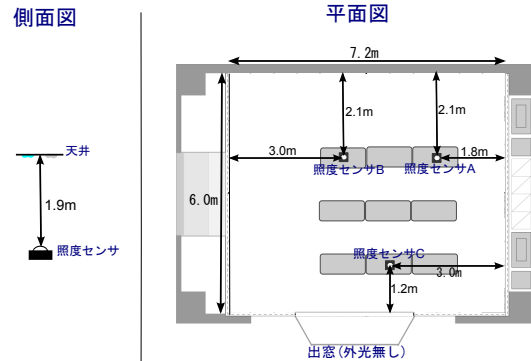 側面図
平面図
7.2m
2.1m
2.1m
天井
3.0m
1.8m
照度センサB
照度センサA
1.9m
6.0m
照度センサ
照度センサC
3.0m
1.2m
出窓(外光無し)